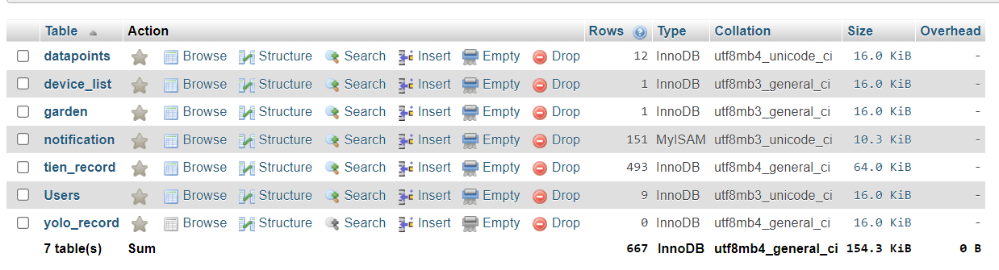 Table Action Rows Type Collation Size Overhead
datapoints Browse Structure Search Insert Empty Drop 12 InnoDB utf8mb4_unicode_ci 16.0 KiB -
device_list Browse Structure Search Insert Empty Drop 1 InnoDB utf8mb3_general_ci 16.0 KiB -
garden Browse Structure Search Insert Empty Drop 1 InnoDB utf8mb3_general_ci 16.0 KiB -
notification Browse Structure Search Insert Empty Drop 151 MyISAM utf8mb3_unicode_ci 10.3 KiB -
tien_record Browse Structure Search Insert Empty Drop 493 InnoDB utf8mb4_general_ci 64.0 KiB -
Users Browse Structure Search Insert Empty Drop 9 InnoDB utf8mb3_unicode_ci 16.0 KiB -
yolo_record Browse Structure Search Insert Empty Drop 0 InnoDB utf8mb4_general_ci 16.0 KiB -
7 table(s) Sum 667 InnoDB utf8mb4_general_ci 154.3 KiB 0 B